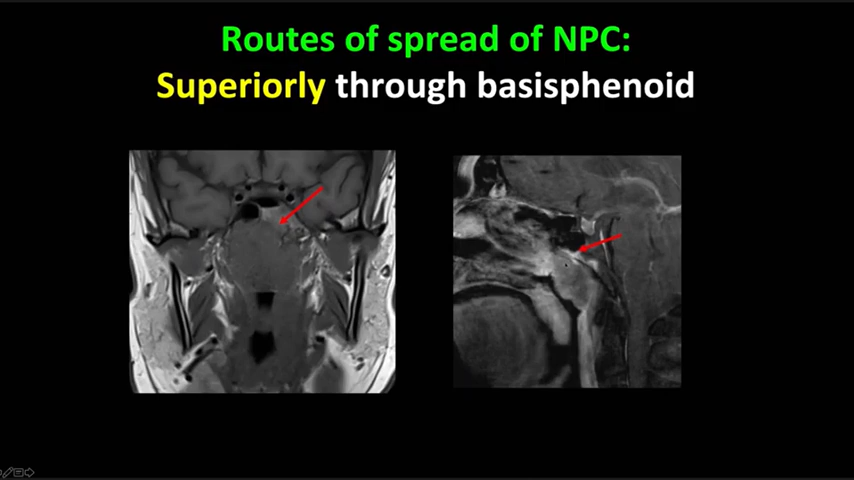 Routes of spread of NPC:
Superiorly through basisphenoid